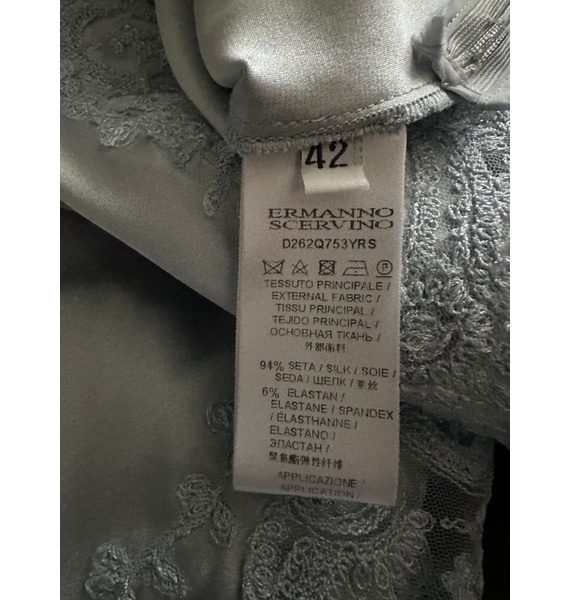 42
ERMANNO
SCERVINO
D262Q753YRS
TESSUTO PRINCIPALE /
EXTERNAL FABRIC /
TISSU PRINCIPAL /
TEJIDO PRINCIPAL /
ОСНОВНАЯ ТКАНЬ /
外部面料
94% SETA / SILK / SOIE /
SEDA / ШЕЛК / 蚕丝
6% ELASTAN /
ELASTANE / SPANDEX
/ ÉLASTHANNE /
ELASTANO /
ЭЛАСТАН /
聚氨酯弹性纤维
APPLICAZIONE /
APPLICATION /